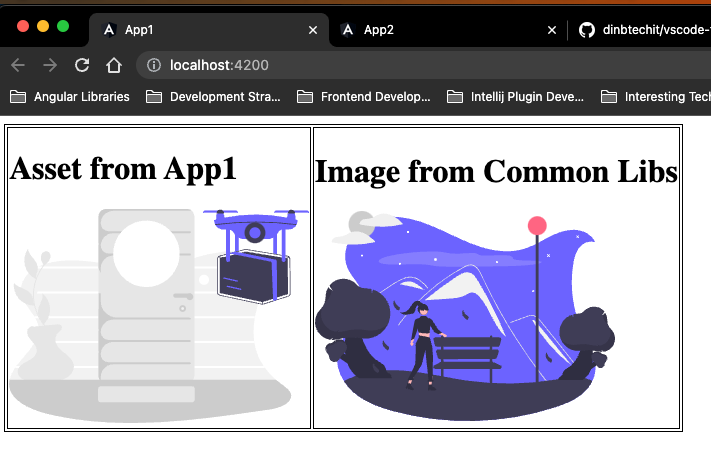 App1
App2
dinbtechit/vscode-
localhost:4200
Angular Libraries
Development Stra...
Frontend Develop...
Intellij Plugin Deve...
Interesting Tech
Asset from App1
Image from Common Libs